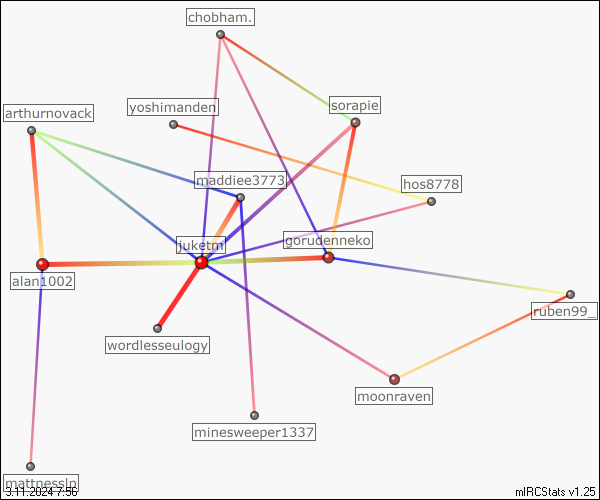 chobham.
yoshimanden
sorapie
arthurnovack
maddiee3773
hos8778
juketm
gorudenneko
alan1002
ruben99_
wordlesseulogy
moonraven
minesweeper1337
mattnessln
3.11.2024 7:56
mIRCStats v1.25